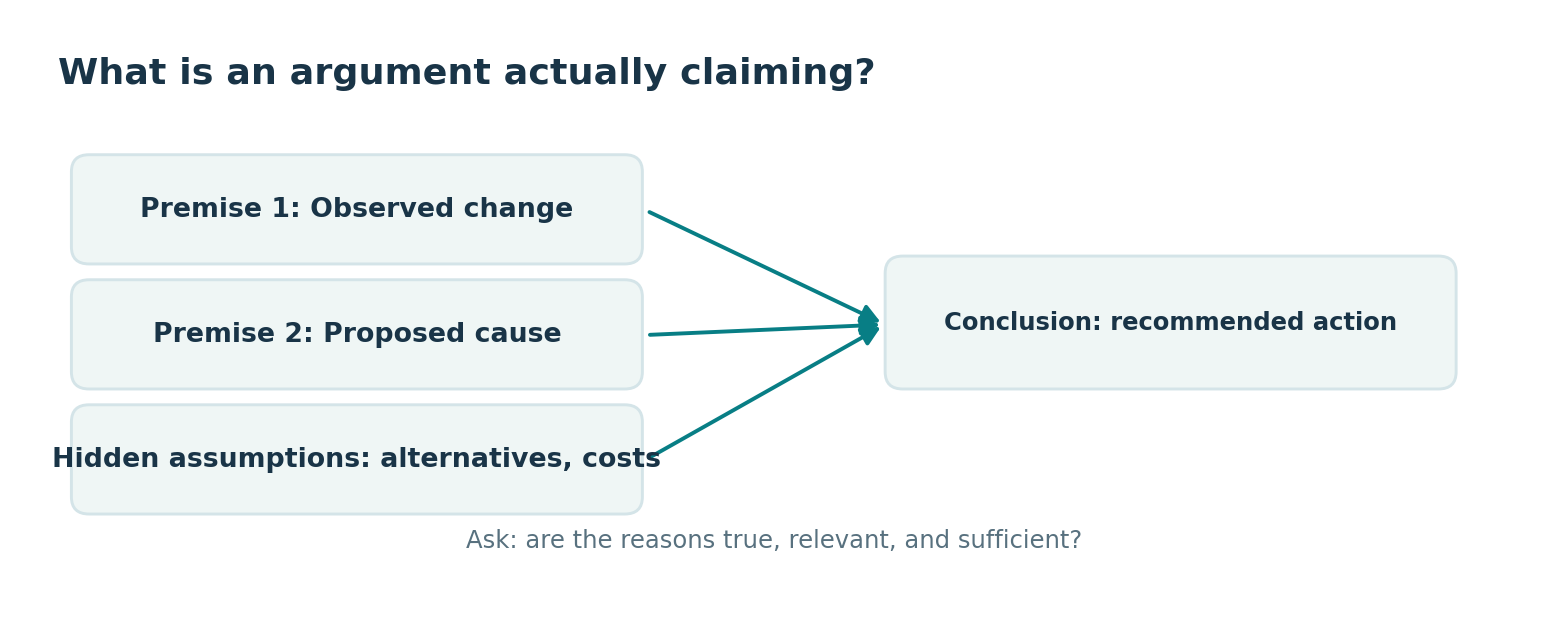 What is an argument actually claiming?
Premise 1: Observed change
Premise 2: Proposed cause
Hidden assumptions: alternatives, costs
Conclusion: recommended action
Ask: are the reasons true, relevant, and sufficient?